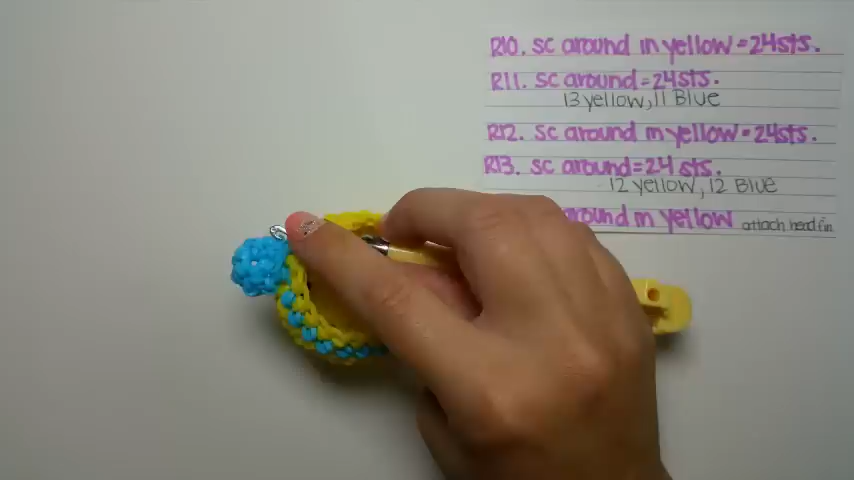 R10. sc around in yellow = 24sts.
R11. sc around = 24sts.
13 yellow, 11 Blue
R12. sc around in yellow = 24sts.
R13. sc around = 24 sts.
12 yellow, 12 Blue
around in yellow attach head fin